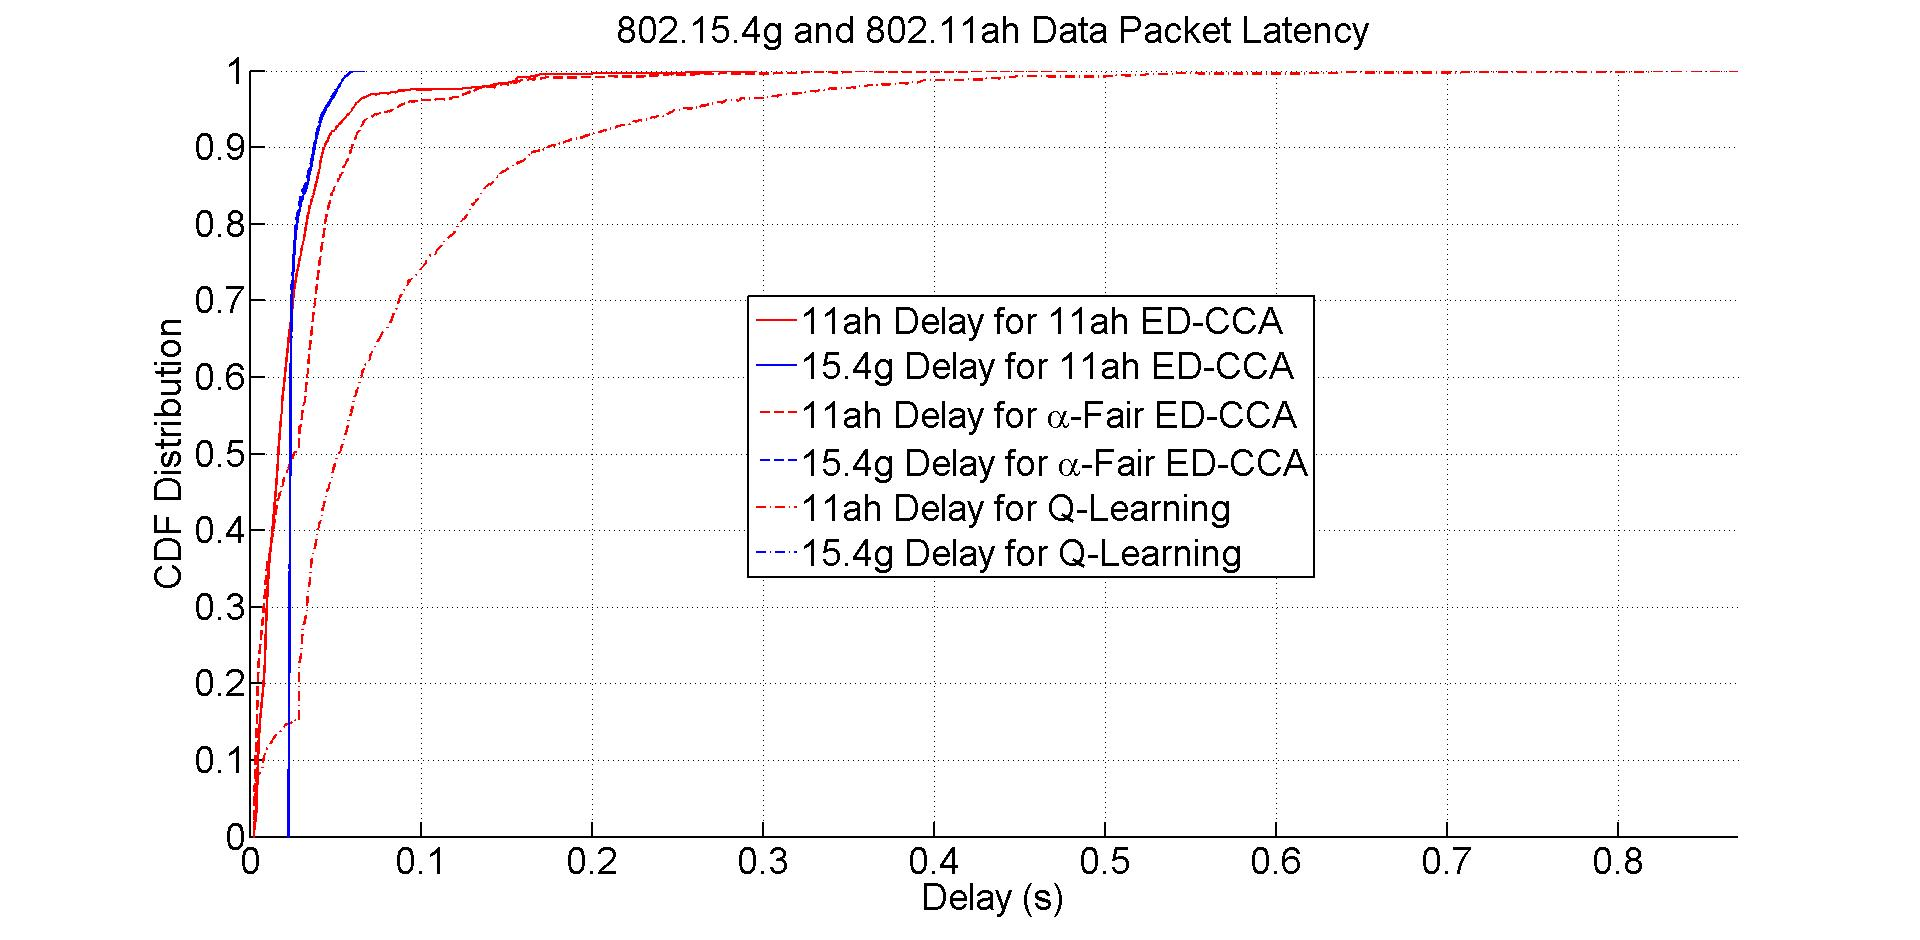 802.15.4g and 802.11ah Data Packet Latency
1
0.9
0.8
0.7
0.6
0.5
0.4
0.3
0.2
0.1
0
CDF Distribution
11ah Delay for 11ah ED-CCA
15.4g Delay for 11ah ED-CCA
11ah Delay for α-Fair ED-CCA
15.4g Delay for α-Fair ED-CCA
11ah Delay for Q-Learning
15.4g Delay for Q-Learning
0 0.1 0.2 0.3 0.4 0.5 0.6 0.7 0.8
Delay (s)